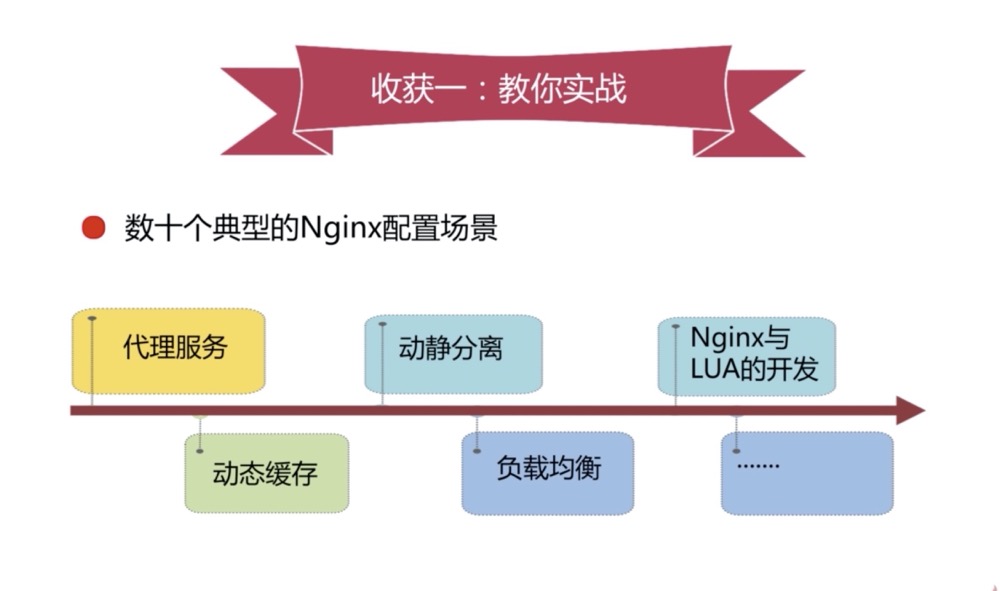 收获一：教你实战
数十个典型的Nginx配置场景
代理服务
动态缓存
动静分离
负载均衡
Nginx与
LUA的开发
·······